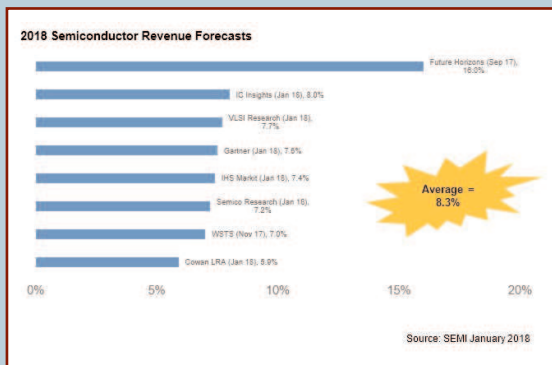 2018 Semiconductor Revenue Forecasts
Future Horizons (Sep 17),
16.0%
IC Insights (Jan 18), 8.0%
VLSI Research (Jan 18),
7.7%
Gartner (Jan 18), 7.5%
IHS Markit (Jan 18), 7.4%
Semico Research (Jan 18),
7.2%
WSTS (Nov 17), 7.0%
Cowan LRA (Jan 18), 5.9%
Average =
8.3%
0%
5%
10%
15%
20%
Source: SEMI January 2018